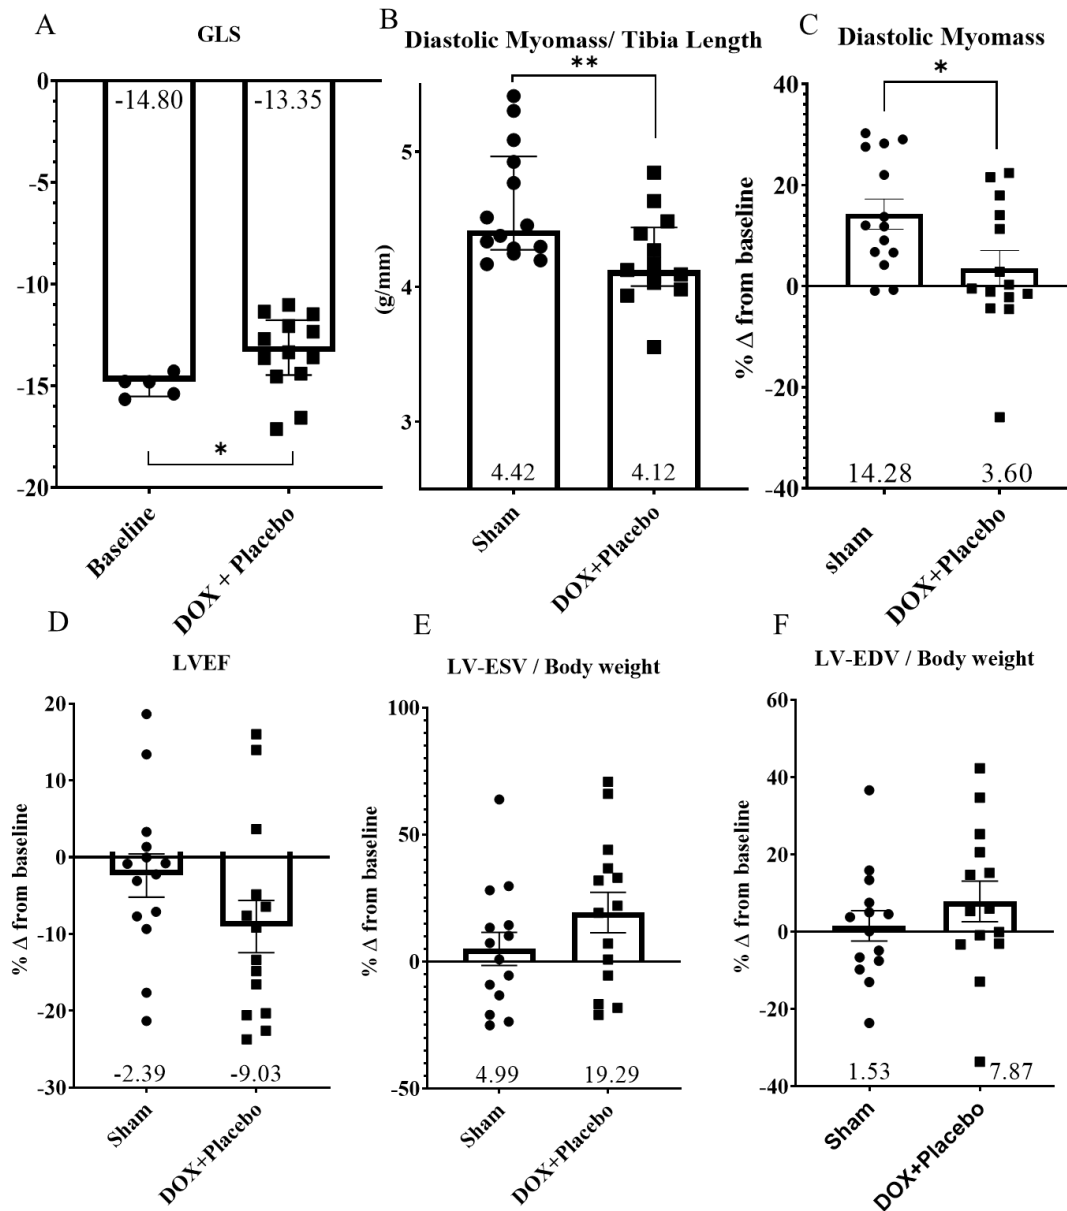 A
GLS
0
-5
-10
-15
-20
-14.80
-13.35
*
Baseline
DOX + Placebo
B
Diastolic Myomass/ Tibia Length
**
(g/mm)
5
4
3
4.42
4.12
Sham
DOX+Placebo
C
Diastolic Myomass
*
% Δ from baseline
40
20
0
-20
-40
14.28
3.60
sham
DOX+Placebo
D
LVEF
% Δ from baseline
20
10
0
-10
-20
-30
-2.39
-9.03
Sham
DOX+Placebo
E
LV-ESV / Body weight
% Δ from baseline
100
50
0
-50
4.99
19.29
Sham
DOX+Placebo
F
LV-EDV / Body weight
% Δ from baseline
60
40
20
0
-20
-40
1.53
7.87
Sham
DOX+Placebo